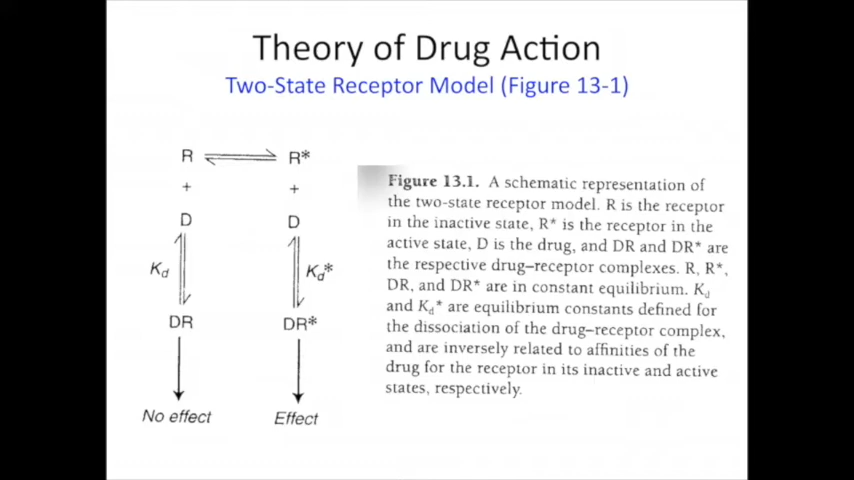 Theory of Drug Action
Two-State Receptor Model (Figure 13-1)
R R*
+ +
D D
Kd Kd*
DR DR*
No effect Effect
Figure 13.1. A schematic representation of
the two-state receptor model. R is the receptor
in the inactive state, R* is the receptor in the
active state, D is the drug, and DR and DR* are
the respective drug–receptor complexes. R, R*,
DR, and DR* are in constant equilibrium. Kd
and Kd* are equilibrium constants defined for
the dissociation of the drug–receptor complex,
and are inversely related to affinities of the
drug for the receptor in its inactive and active
states, respectively.